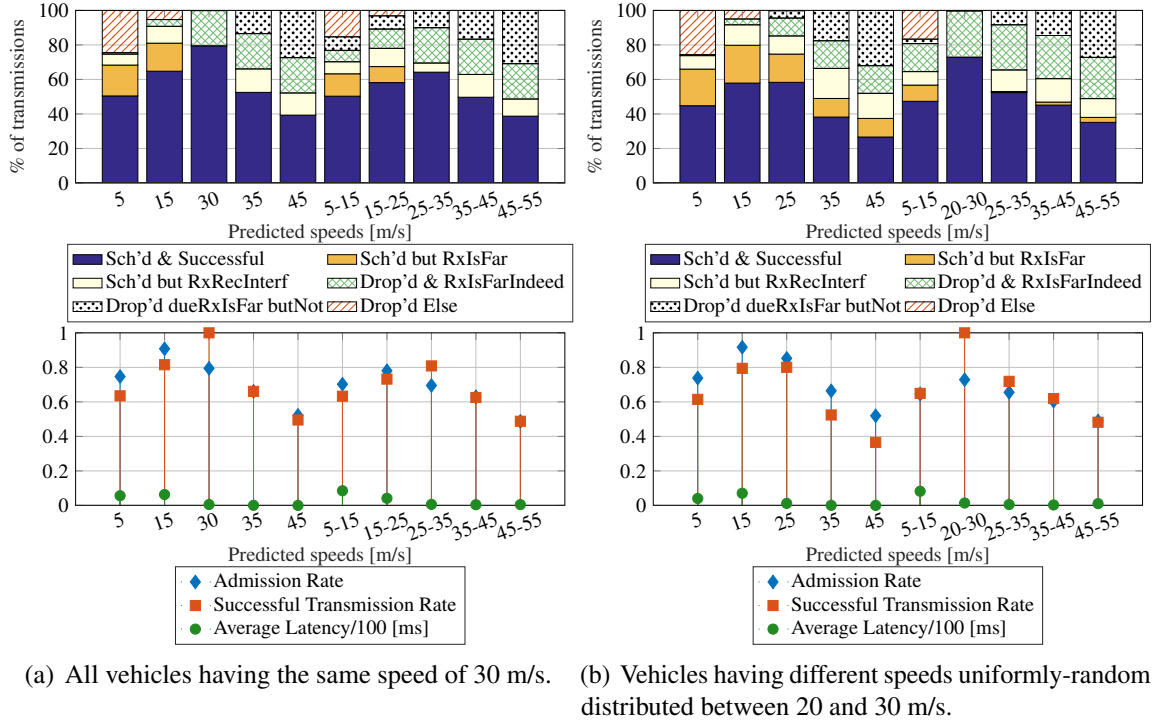 100
80
60
40
20
0
% of transmissions
5 15 30 35 45 5-15 15-25 25-35 35-45 45-55
Predicted speeds [m/s]
Sch'd & Successful Sch'd but RxIsFar
Sch'd but RxRecInterf Drop'd & RxIsFarIndeed
Drop'd dueRxIsFar butNot Drop'd Else
1
0.8
0.6
0.4
0.2
0
5 15 30 35 45 5-15 15-25 25-35 35-45 45-55
Predicted speeds [m/s]
Admission Rate
Successful Transmission Rate
Average Latency/100 [ms]
(a) All vehicles having the same speed of 30 m/s.
100
80
60
40
20
0
% of transmissions
5 15 25 35 45 5-15 20-30 25-35 35-45 45-55
Predicted speeds [m/s]
Sch'd & Successful Sch'd but RxIsFar
Sch'd but RxRecInterf Drop'd & RxIsFarIndeed
Drop'd dueRxIsFar butNot Drop'd Else
1
0.8
0.6
0.4
0.2
0
5 15 25 35 45 5-15 20-30 25-35 35-45 45-55
Predicted speeds [m/s]
Admission Rate
Successful Transmission Rate
Average Latency/100 [ms]
(b) Vehicles having different speeds uniformly-random
distributed between 20 and 30 m/s.